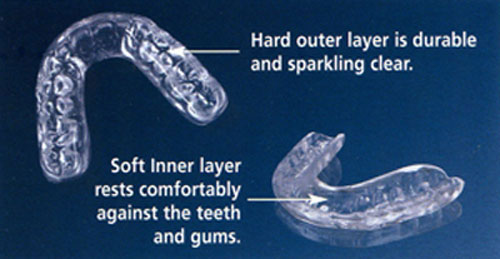 Hard outer layer is durable
and sparkling clear.
Soft Inner layer
rests comfortably
against the teeth
and gums.